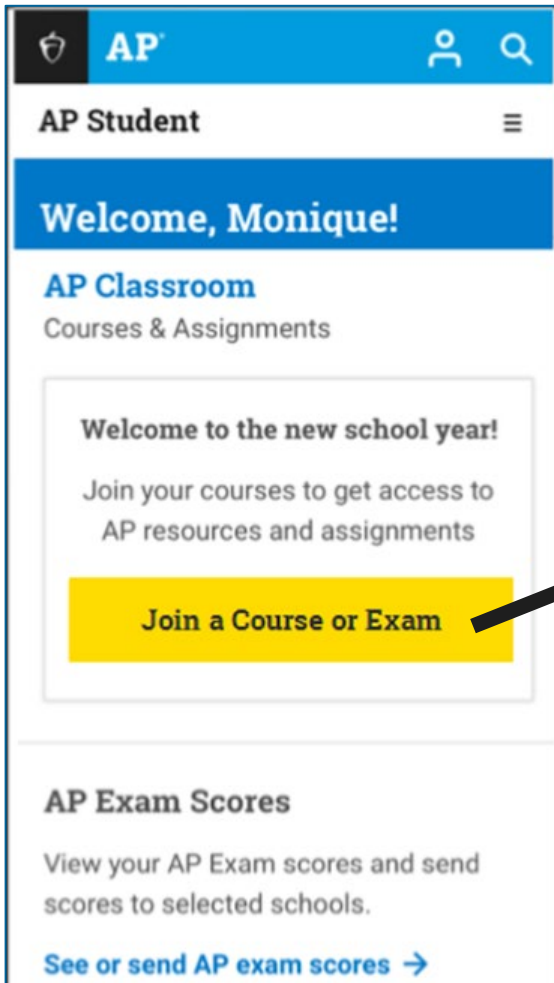 AP®
AP Student
Welcome, Monique!
AP Classroom
Courses & Assignments
Welcome to the new school year!
Join your courses to get access to
AP resources and assignments
Join a Course or Exam
AP Exam Scores
View your AP Exam scores and send
scores to selected schools.
See or send AP exam scores →